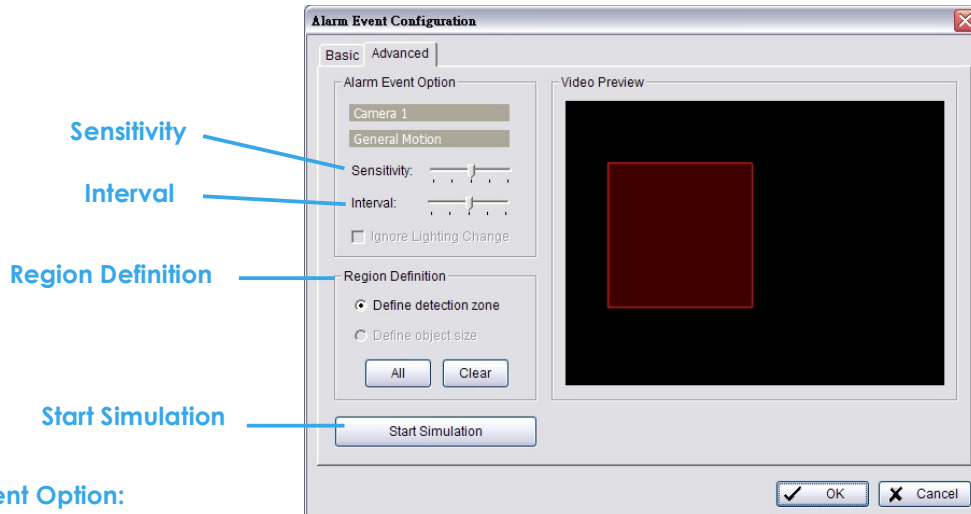 Alarm Event Configuration
Basic Advanced
Alarm Event Option
Camera 1
General Motion
Sensitivity:
Interval:
Ignore Lighting Change
Region Definition
Define detection zone
Define object size
All Clear
Start Simulation
Video Preview
OK Cancel
Sensitivity
Interval
Region Definition
Start Simulation
Option: